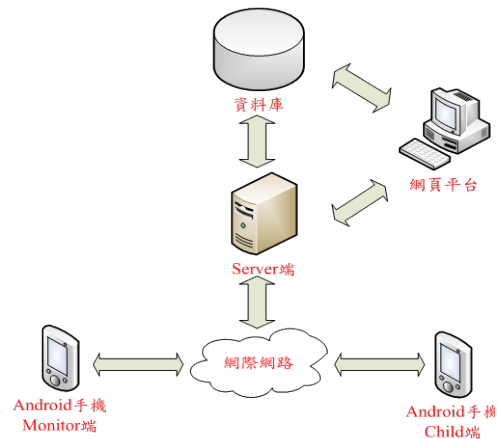 資料庫
網頁平台
Server端
網際網路
Android手機
Monitor端
Android手機
Child端